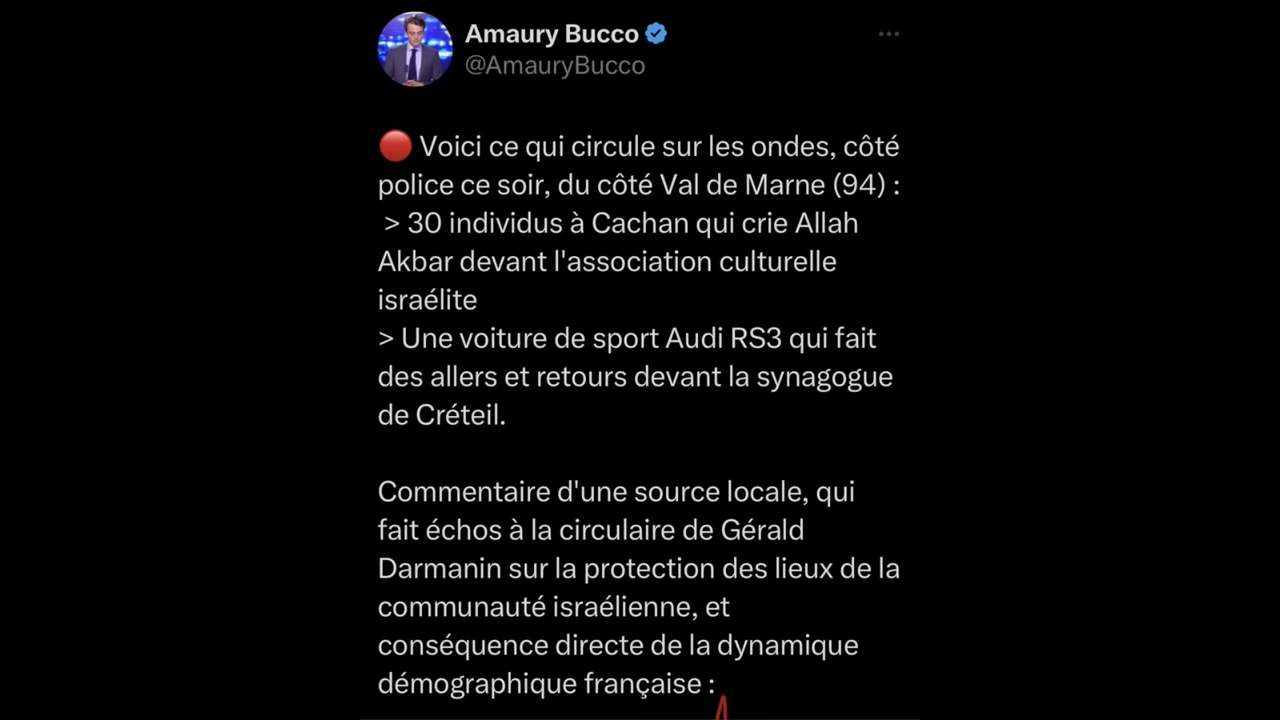 Amaury Bucco
@AmauryBucco
🔴 Voici ce qui circule sur les ondes, côté
police ce soir, du côté Val de Marne (94) :
> 30 individus à Cachan qui crie Allah
Akbar devant l'association culturelle
israélite
> Une voiture de sport Audi RS3 qui fait
des allers et retours devant la synagogue
de Créteil.
Commentaire d'une source locale, qui
fait échos à la circulaire de Gérald
Darmanin sur la protection des lieux de la
communauté israélienne, et
conséquence directe de la dynamique
démographique française :